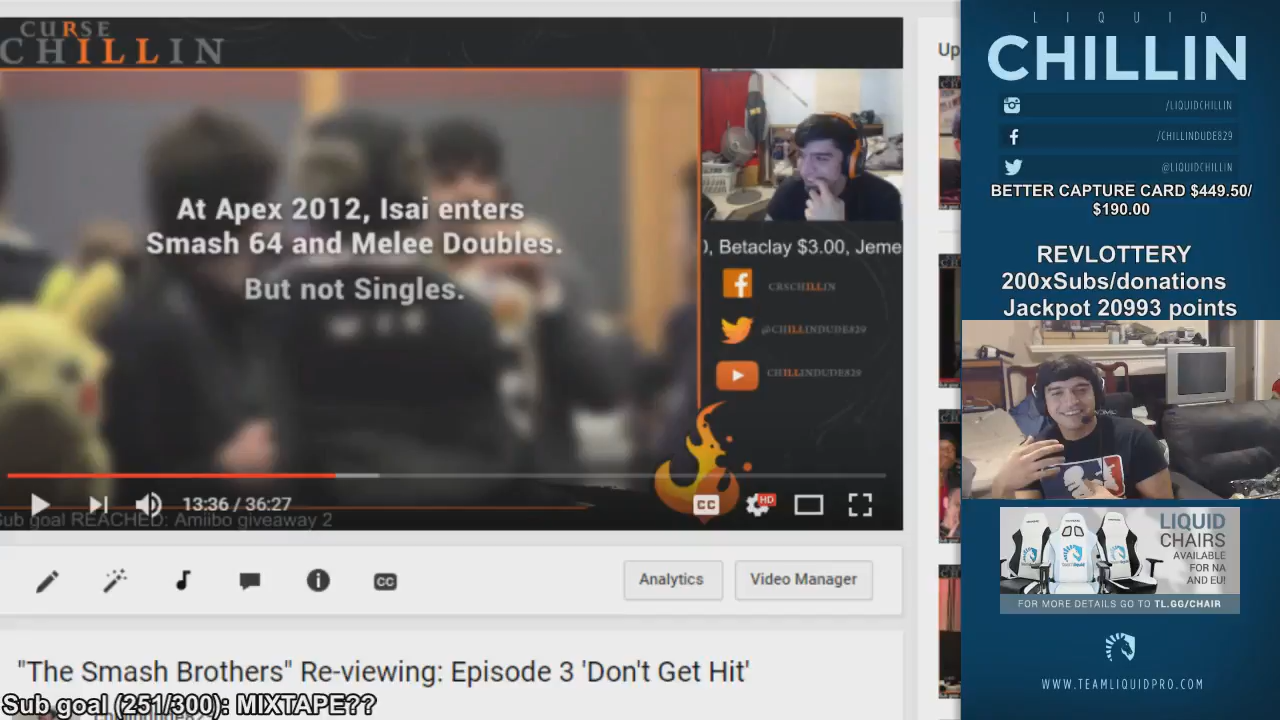 CURSE
CHILLIN
At Apex 2012, Isai enters
Smash 64 and Melee Doubles.
But not Singles.
), Betaclay $3.00, Jeme
CRSCHILLIN
@CHILLINDUDE829
CHILLINDUDE829
13:36 / 36:27
CC
HD
Sub goal REACHED: Amiibo giveaway 2
CC
Analytics
Video Manager
"The Smash Brothers" Re-viewing: Episode 3 'Don't Get Hit'
Sub goal (251/300): MIXTAPE??
Up
LIQUID
CHILLIN
/LIQUIDCHILLIN
/CHILLINDUDE829
@LIQUIDCHILLIN
BETTER CAPTURE CARD $449.50/
$190.00
REVLOTTERY
200xSubs/donations
Jackpot 20993 points
LIQUID
CHAIRS
AVAILABLE
FOR NA
AND EU!
FOR MORE DETAILS GO TO TL.GG/CHAIR
WWW.TEAMLIQUIDPRO.COM